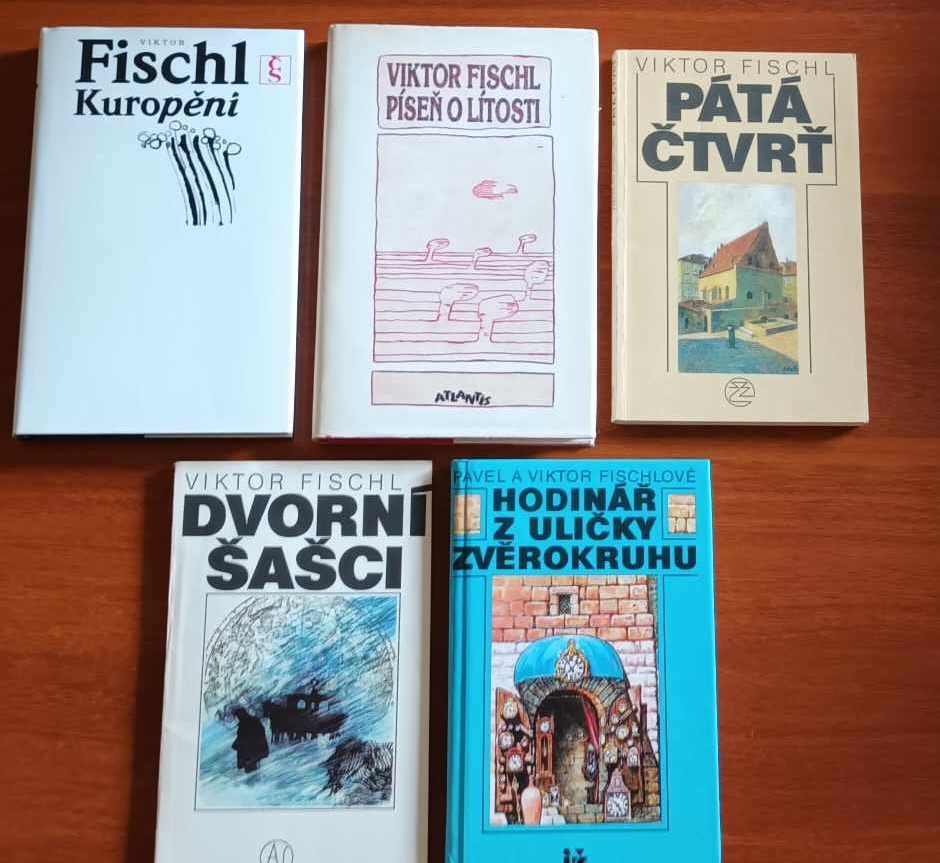 VIKTOR
Fischl
Kuropění
VIKTOR FISCHL
PÍSEŇ O LÍTOSTI
ATLANTIS
VIKTOR FISCHL
PÁTÁ
ČTVRŤ
VIKTOR FISCHL
DVORNÍ
ŠAŠCI
PAVEL A VIKTOR FISCHLOVÉ
HODINÁŘ
Z ULIČKY
ZVĚROKRUHU